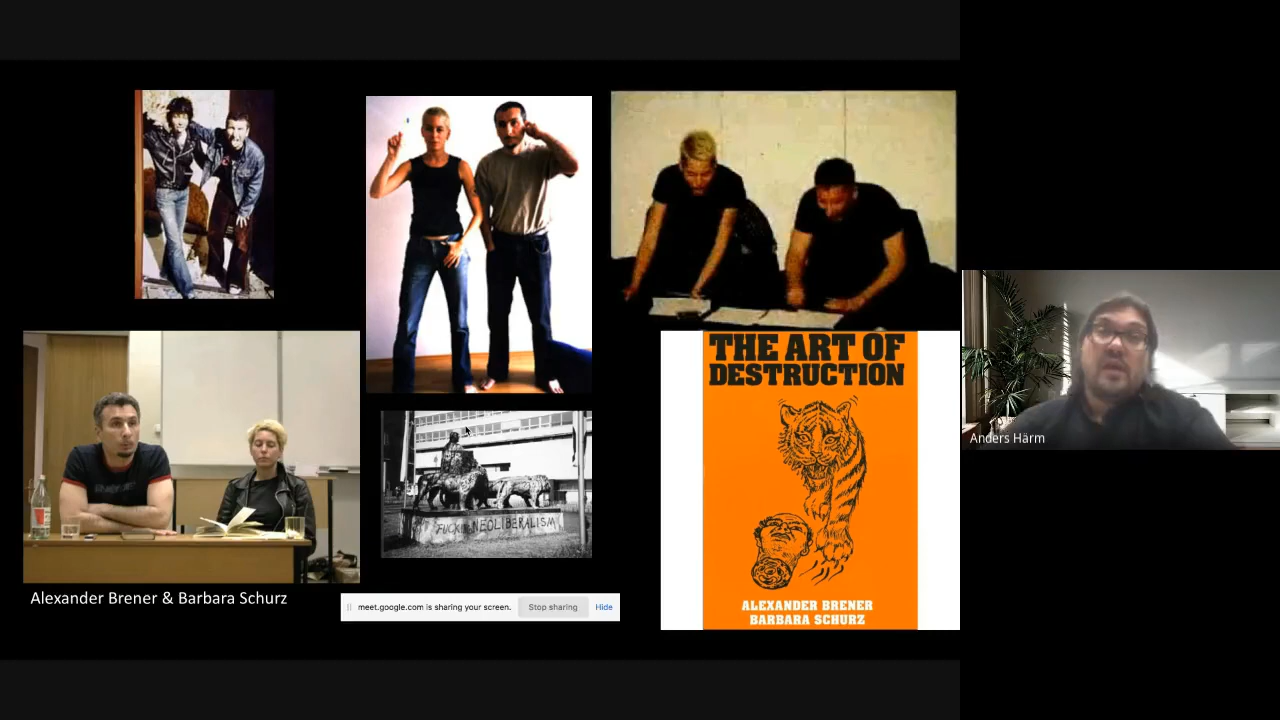 THE ART OF
DESTRUCTION
Anders Härm
FUCK NEOLIBERALISM
Alexander Brener & Barbara Schurz
meet.google.com is sharing your screen. Stop sharing Hide
ALEXANDER BRENER
BARBARA SCHURZ